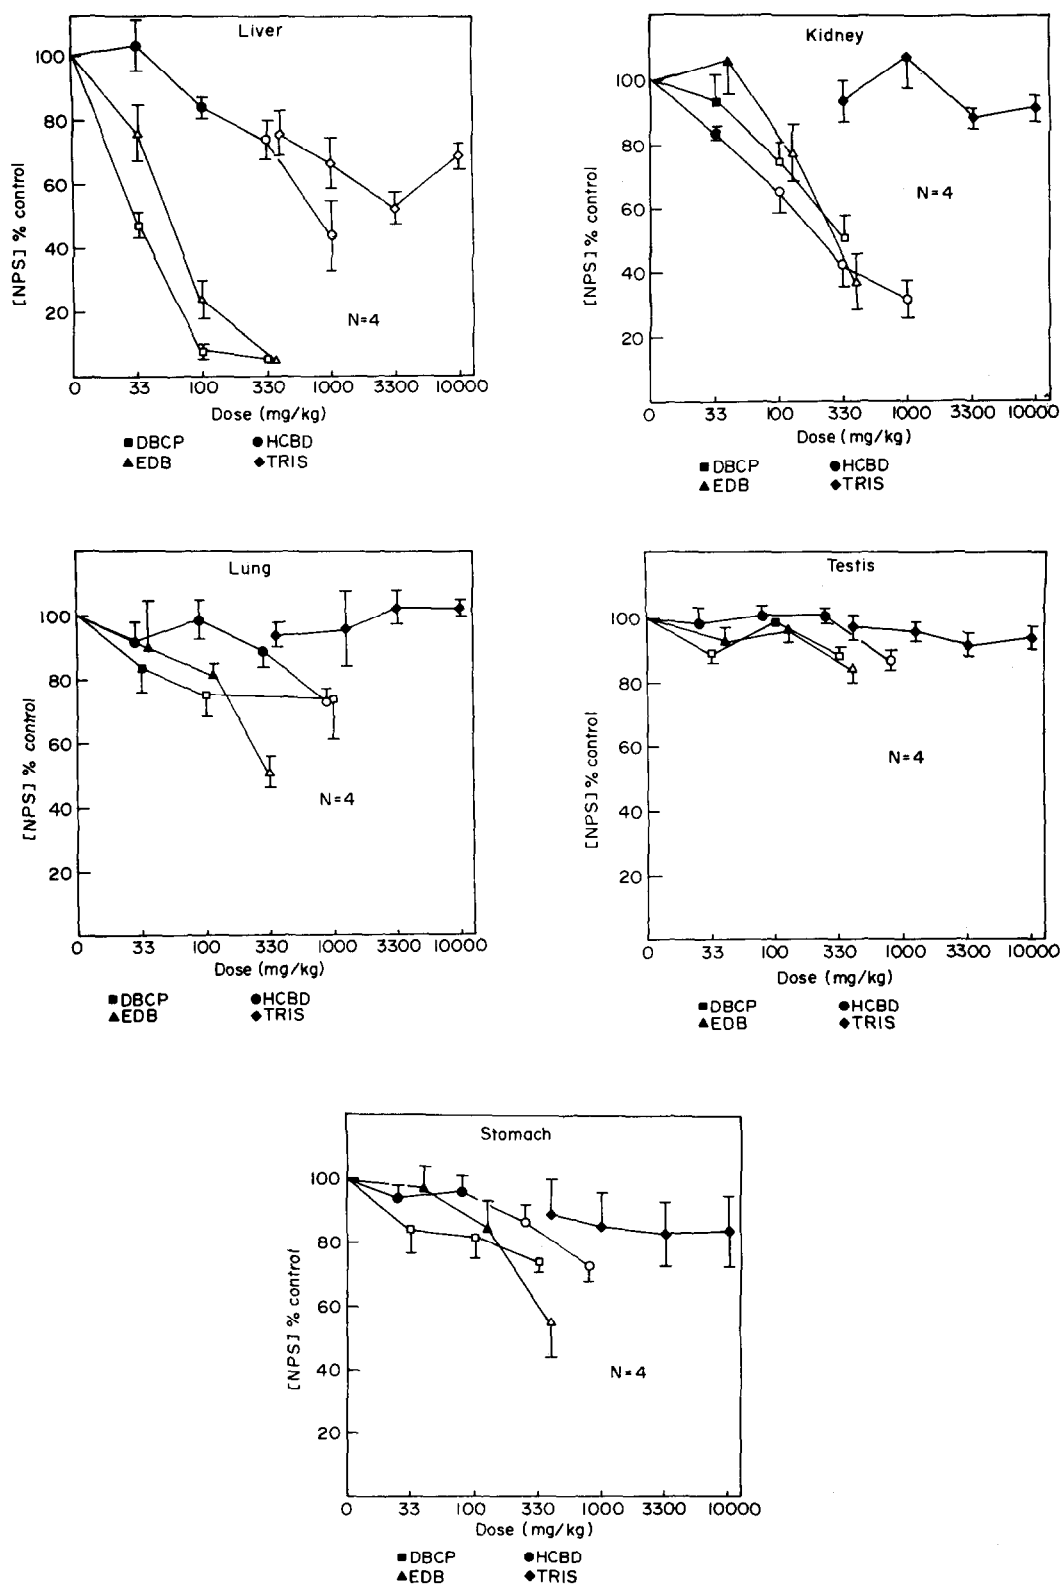 Liver
100
80
60
40
20
[NPS] % control
N=4
0 33 100 330 1000 3300 10000
Dose (mg/kg)
DBCP HCBD
EDB TRIS
Kidney
100
80
60
40
20
[NPS] % control
N=4
0 33 100 330 1000 3300 10000
Dose (mg/kg)
DBCP HCBD
EDB TRIS
Lung
100
80
60
40
20
[NPS] % control
N=4
0 33 100 330 1000 3300 10000
Dose (mg/kg)
DBCP HCBD
EDB TRIS
Testis
100
80
60
40
20
[NPS] % control
N=4
0 33 100 330 1000 3300 10000
Dose (mg/kg)
DBCP HCBD
EDB TRIS
Stomach
100
80
60
40
20
[NPS] % control
N=4
0 33 100 330 1000 3300 10000
Dose (mg/kg)
DBCP HCBD
EDB TRIS